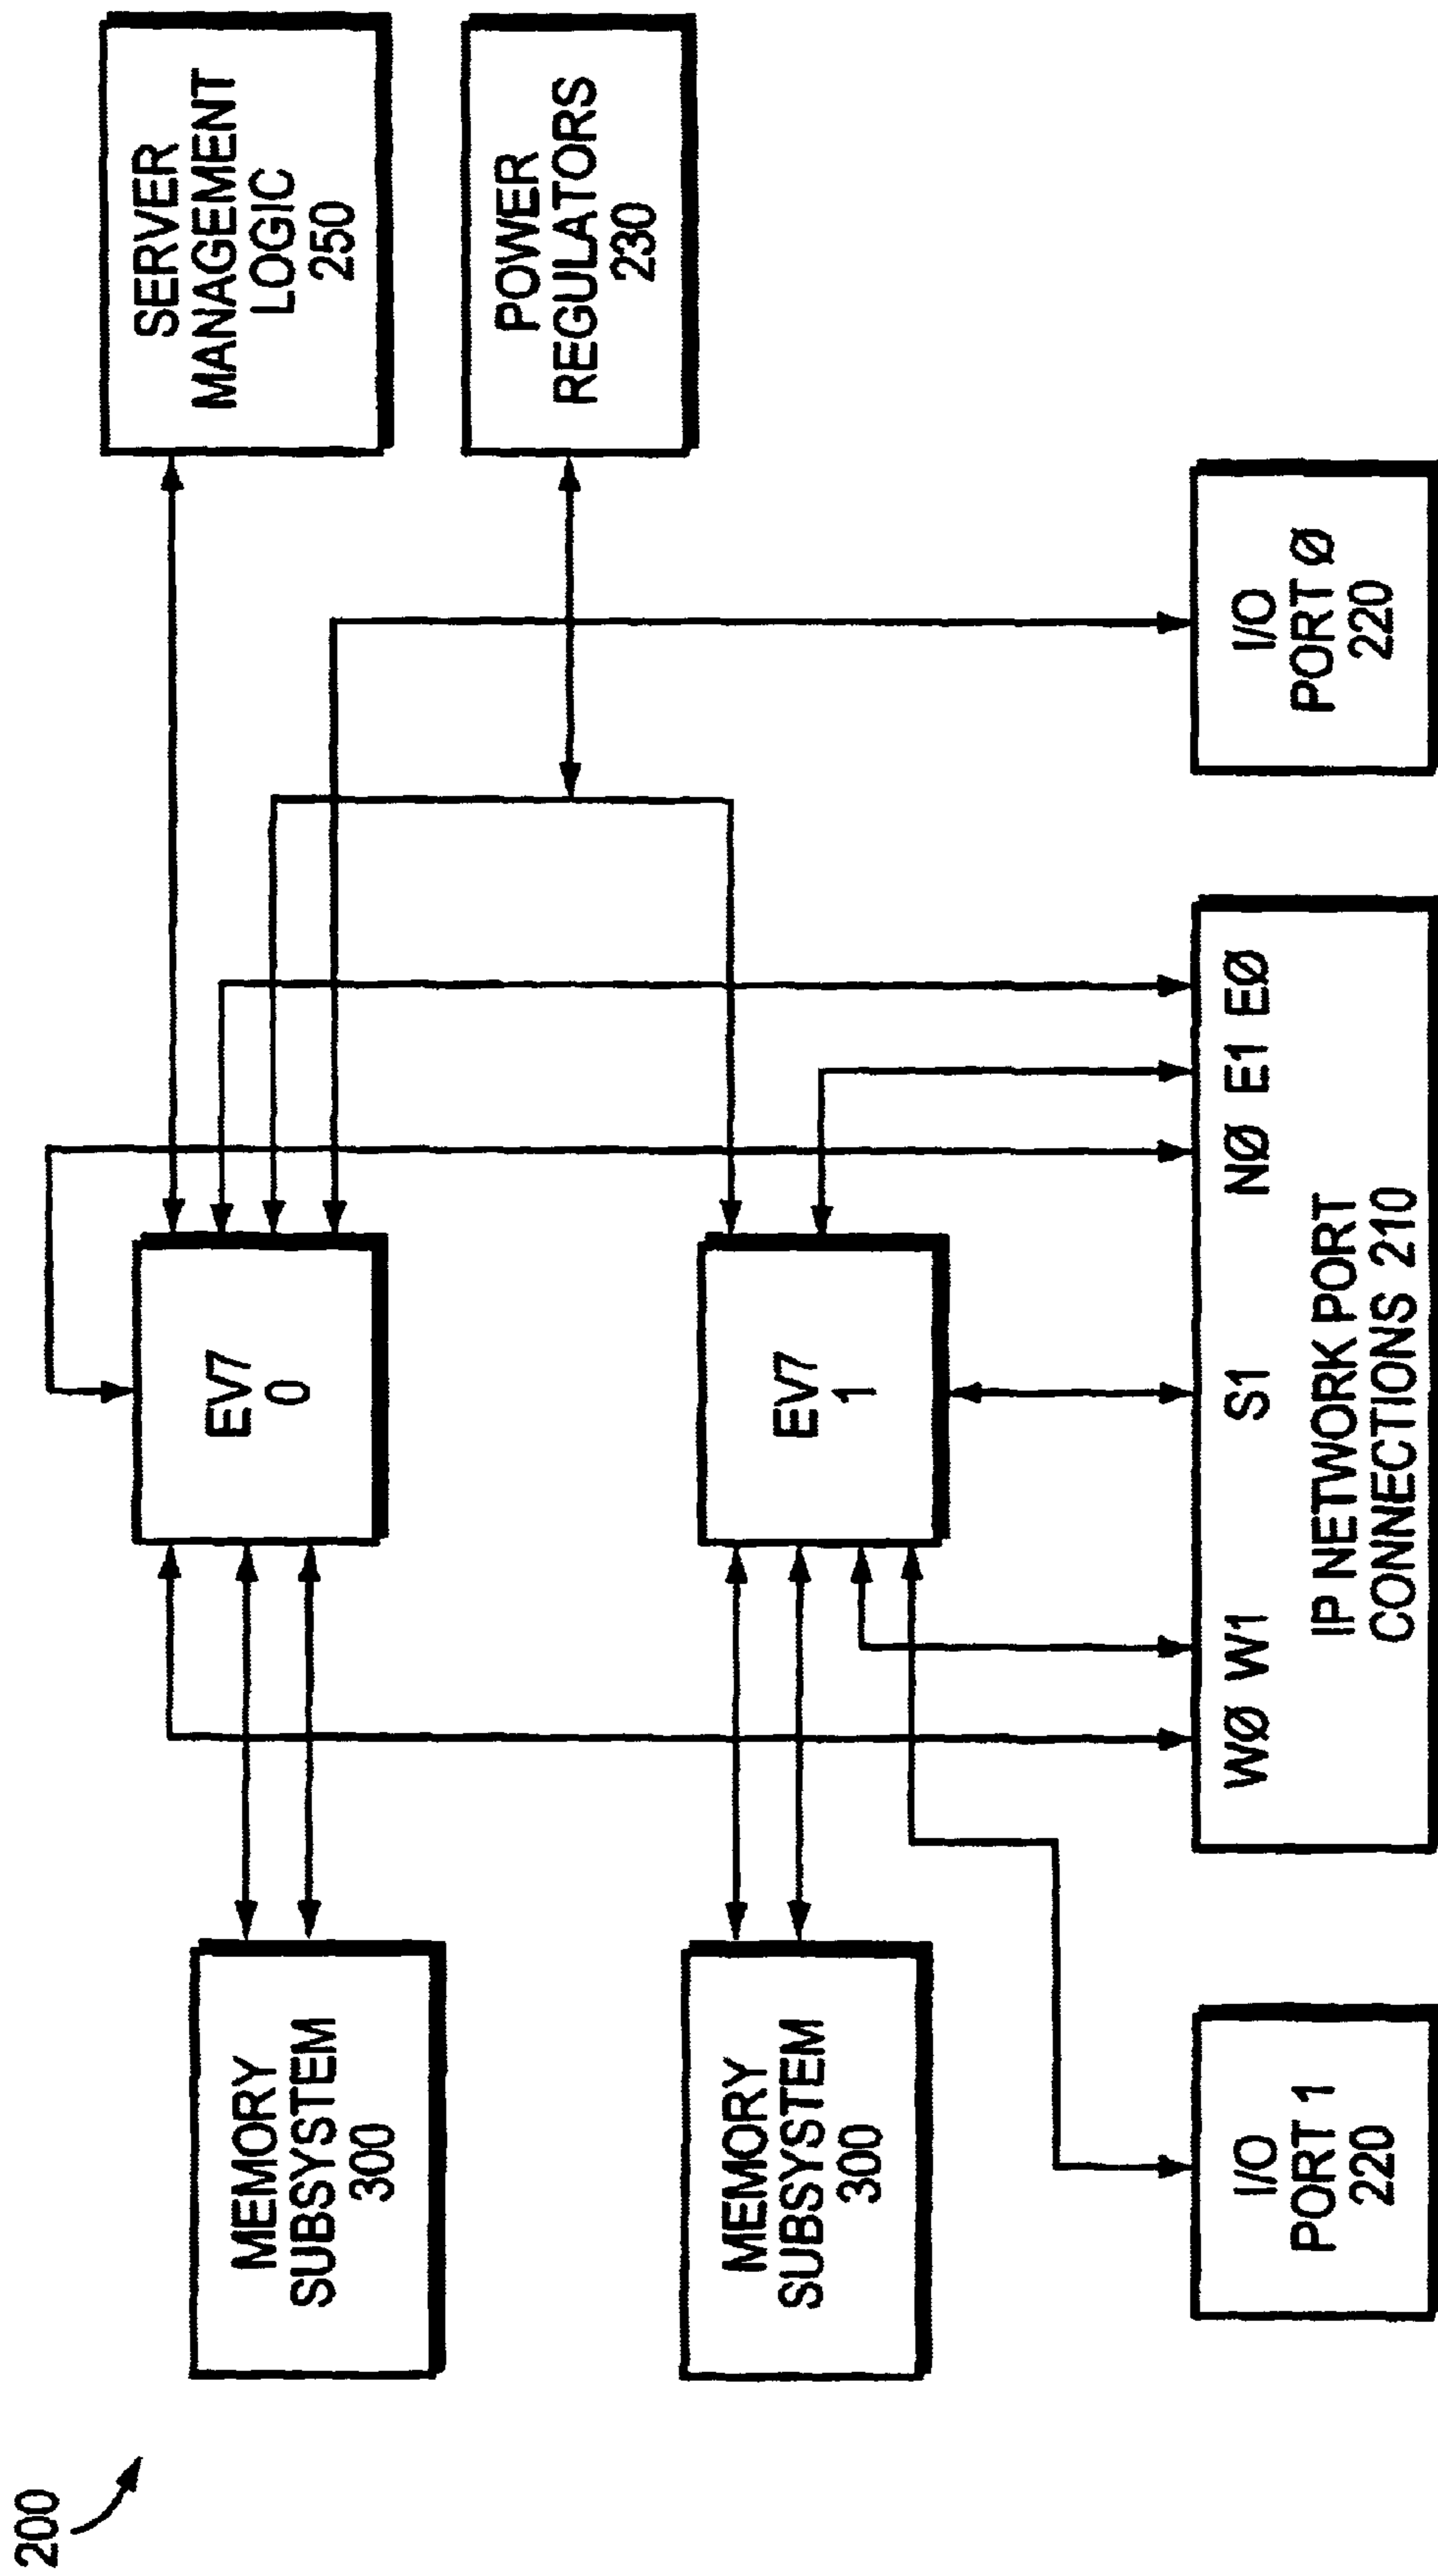 200
MEMORY
SUBSYSTEM
300
EV7
0
SERVER
MANAGEMENT
LOGIC
250
POWER
REGULATORS
230
MEMORY
SUBSYSTEM
300
EV7
1
I/O
PORT 1
220
WØ W1 S1 NØ E1 EØ
IP NETWORK PORT
CONNECTIONS 210
I/O
PORT Ø
220